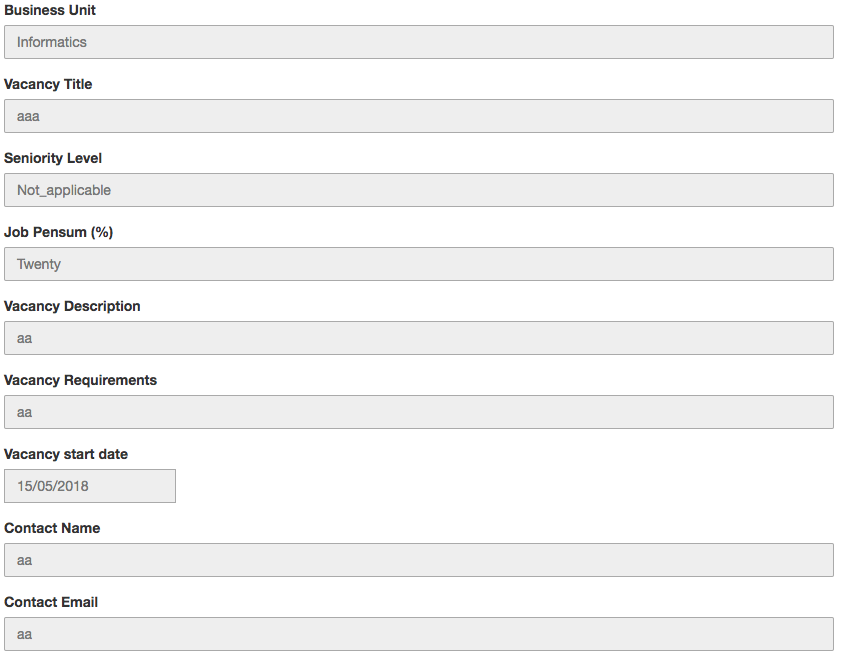 Business Unit
Informatics
Vacancy Title
aaa
Seniority Level
Not_applicable
Job Pensum (%)
Twenty
Vacancy Description
aa
Vacancy Requirements
aa
Vacancy start date
15/05/2018
Contact Name
aa
Contact Email
aa